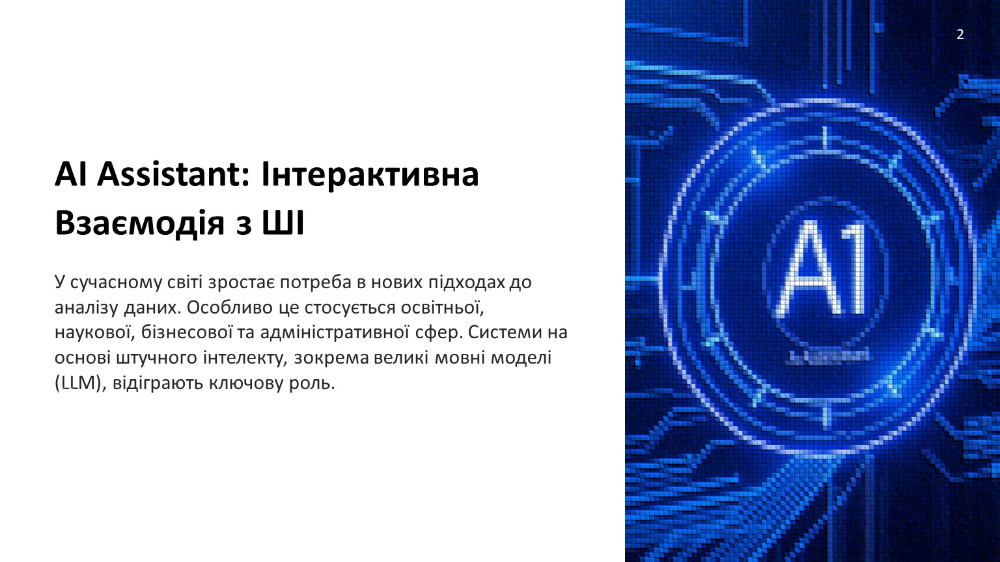 2
AI Assistant: Інтерактивна
Взаємодія з ШІ
У сучасному світі зростає потреба в нових підходах до
аналізу даних. Особливо це стосується освітньої,
наукової, бізнесової та адміністративної сфер. Системи на
основі штучного інтелекту, зокрема великі мовні моделі
(LLM), відіграють ключову роль.
A1